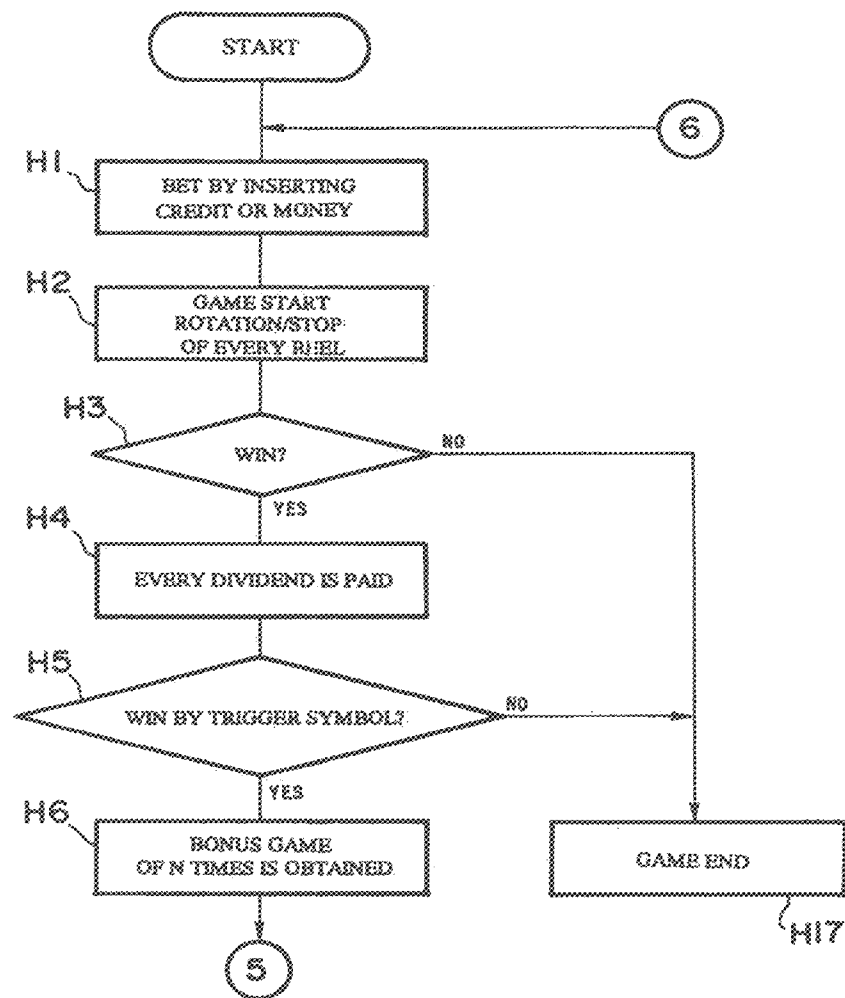 START
6
H1
BET BY INSERTING
CREDIT OR MONEY
H2
GAME START
ROTATION/STOP
OF EVERY RHEL
H3
WIN?
NO
YES
H4
EVERY DIVIDEND IS PAID
H5
WIN BY TRIGGER SYMBOL?
NO
YES
H6
BONUS GAME
OF N TIMES IS OBTAINED
GAME END
H17
5